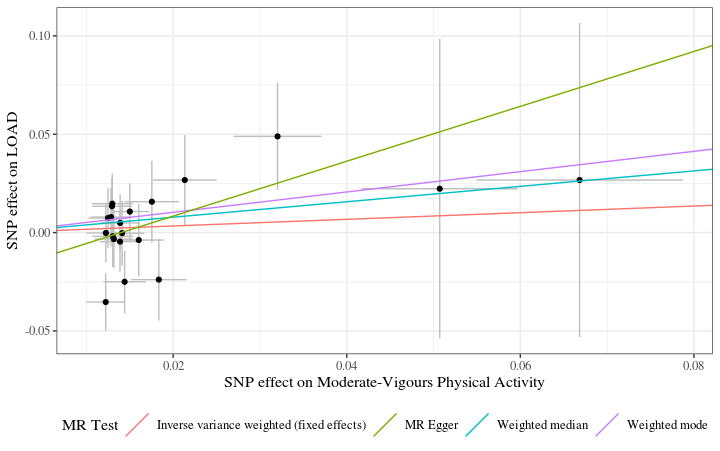 0.10
0.05
0.00
-0.05
SNP effect on LOAD
0.02
0.04
0.06
0.08
SNP effect on Moderate-Vigours Physical Activity
MR Test
Inverse variance weighted (fixed effects)
MR Egger
Weighted median
Weighted mode